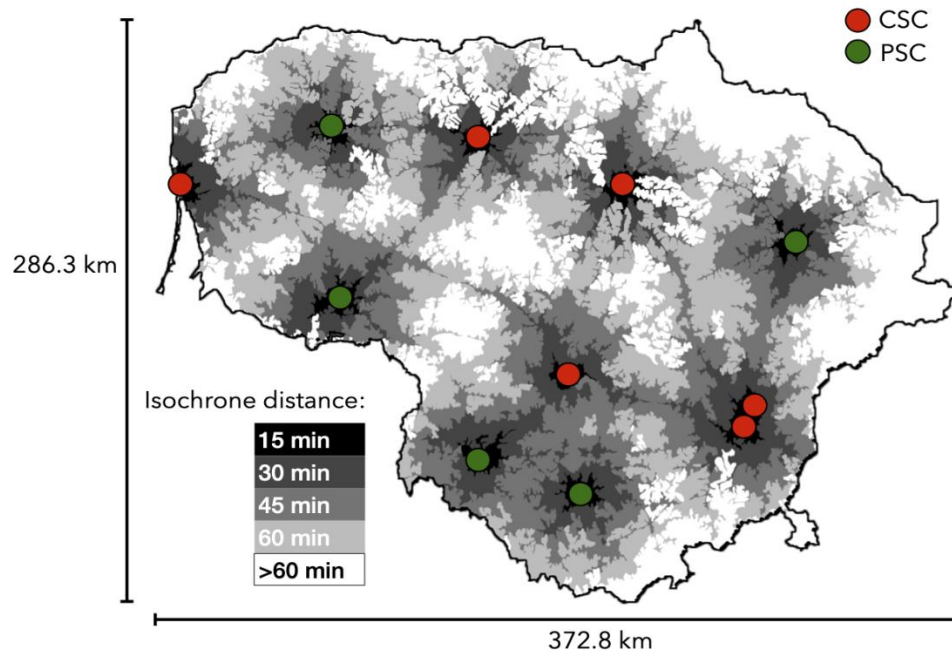 CSC
PSC
286.3 km
Isochrone distance:
15 min
30 min
45 min
60 min
>60 min
372.8 km